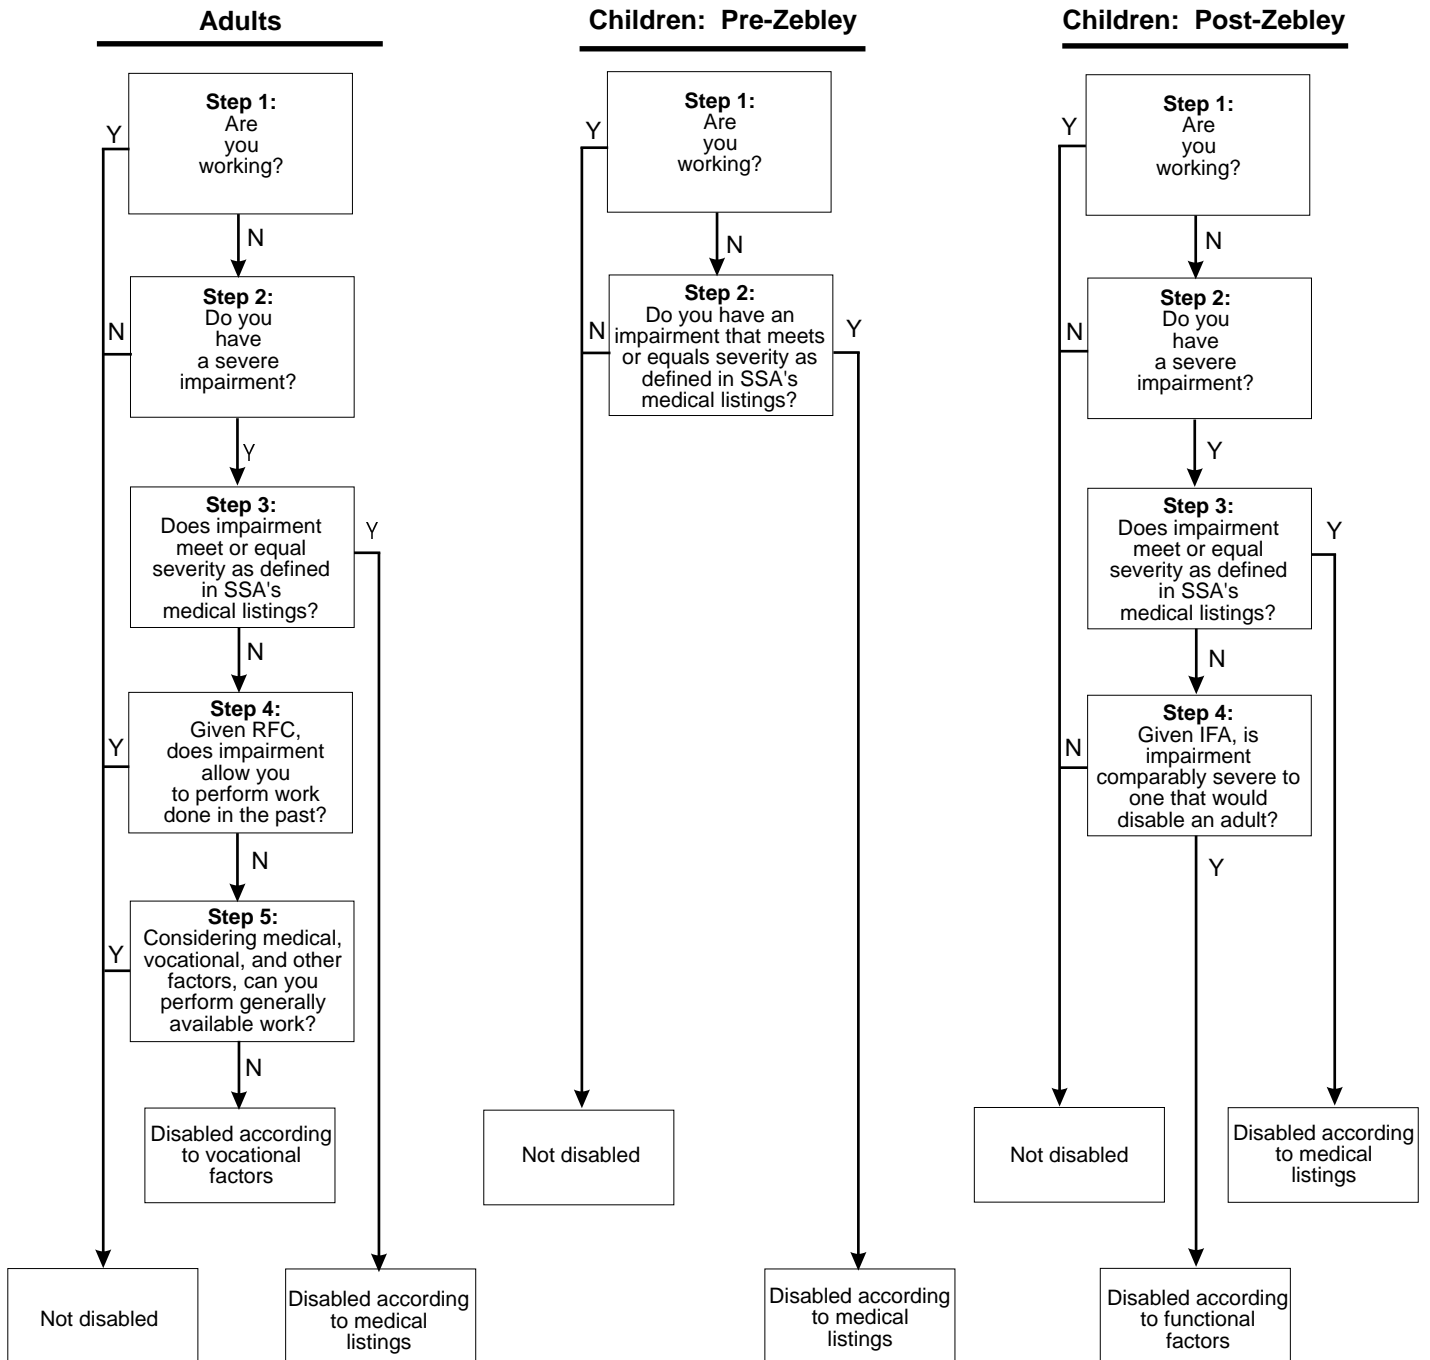 Adults
Step 1:
Are
you
working?
Y
N
Step 2:
Do you
have
a severe
impairment?
N
Y
Step 3:
Does impairment
meet or equal
severity as defined
in SSA's
medical listings?
Y
N
Step 4:
Given RFC,
does impairment
allow you
to perform work
done in the past?
Y
N
Step 5:
Considering medical,
vocational, and other
factors, can you
perform generally
available work?
Y
N
Disabled according
to vocational
factors
Not disabled
Disabled according
to medical
listings
Children: Pre-Zebley
Step 1:
Are
you
working?
Y
N
Step 2:
Do you have an
impairment that meets
or equals severity as
defined in SSA's
medical listings?
N
Y
Not disabled
Disabled according
to medical
listings
Children: Post-Zebley
Step 1:
Are
you
working?
Y
N
Step 2:
Do you
have
a severe
impairment?
N
Y
Step 3:
Does impairment
meet or equal
severity as defined
in SSA's
medical listings?
Y
N
Step 4:
Given IFA, is
impairment
comparably severe to
one that would
disable an adult?
N
Y
Not disabled
Disabled according
to medical
listings
Disabled according
to functional
factors